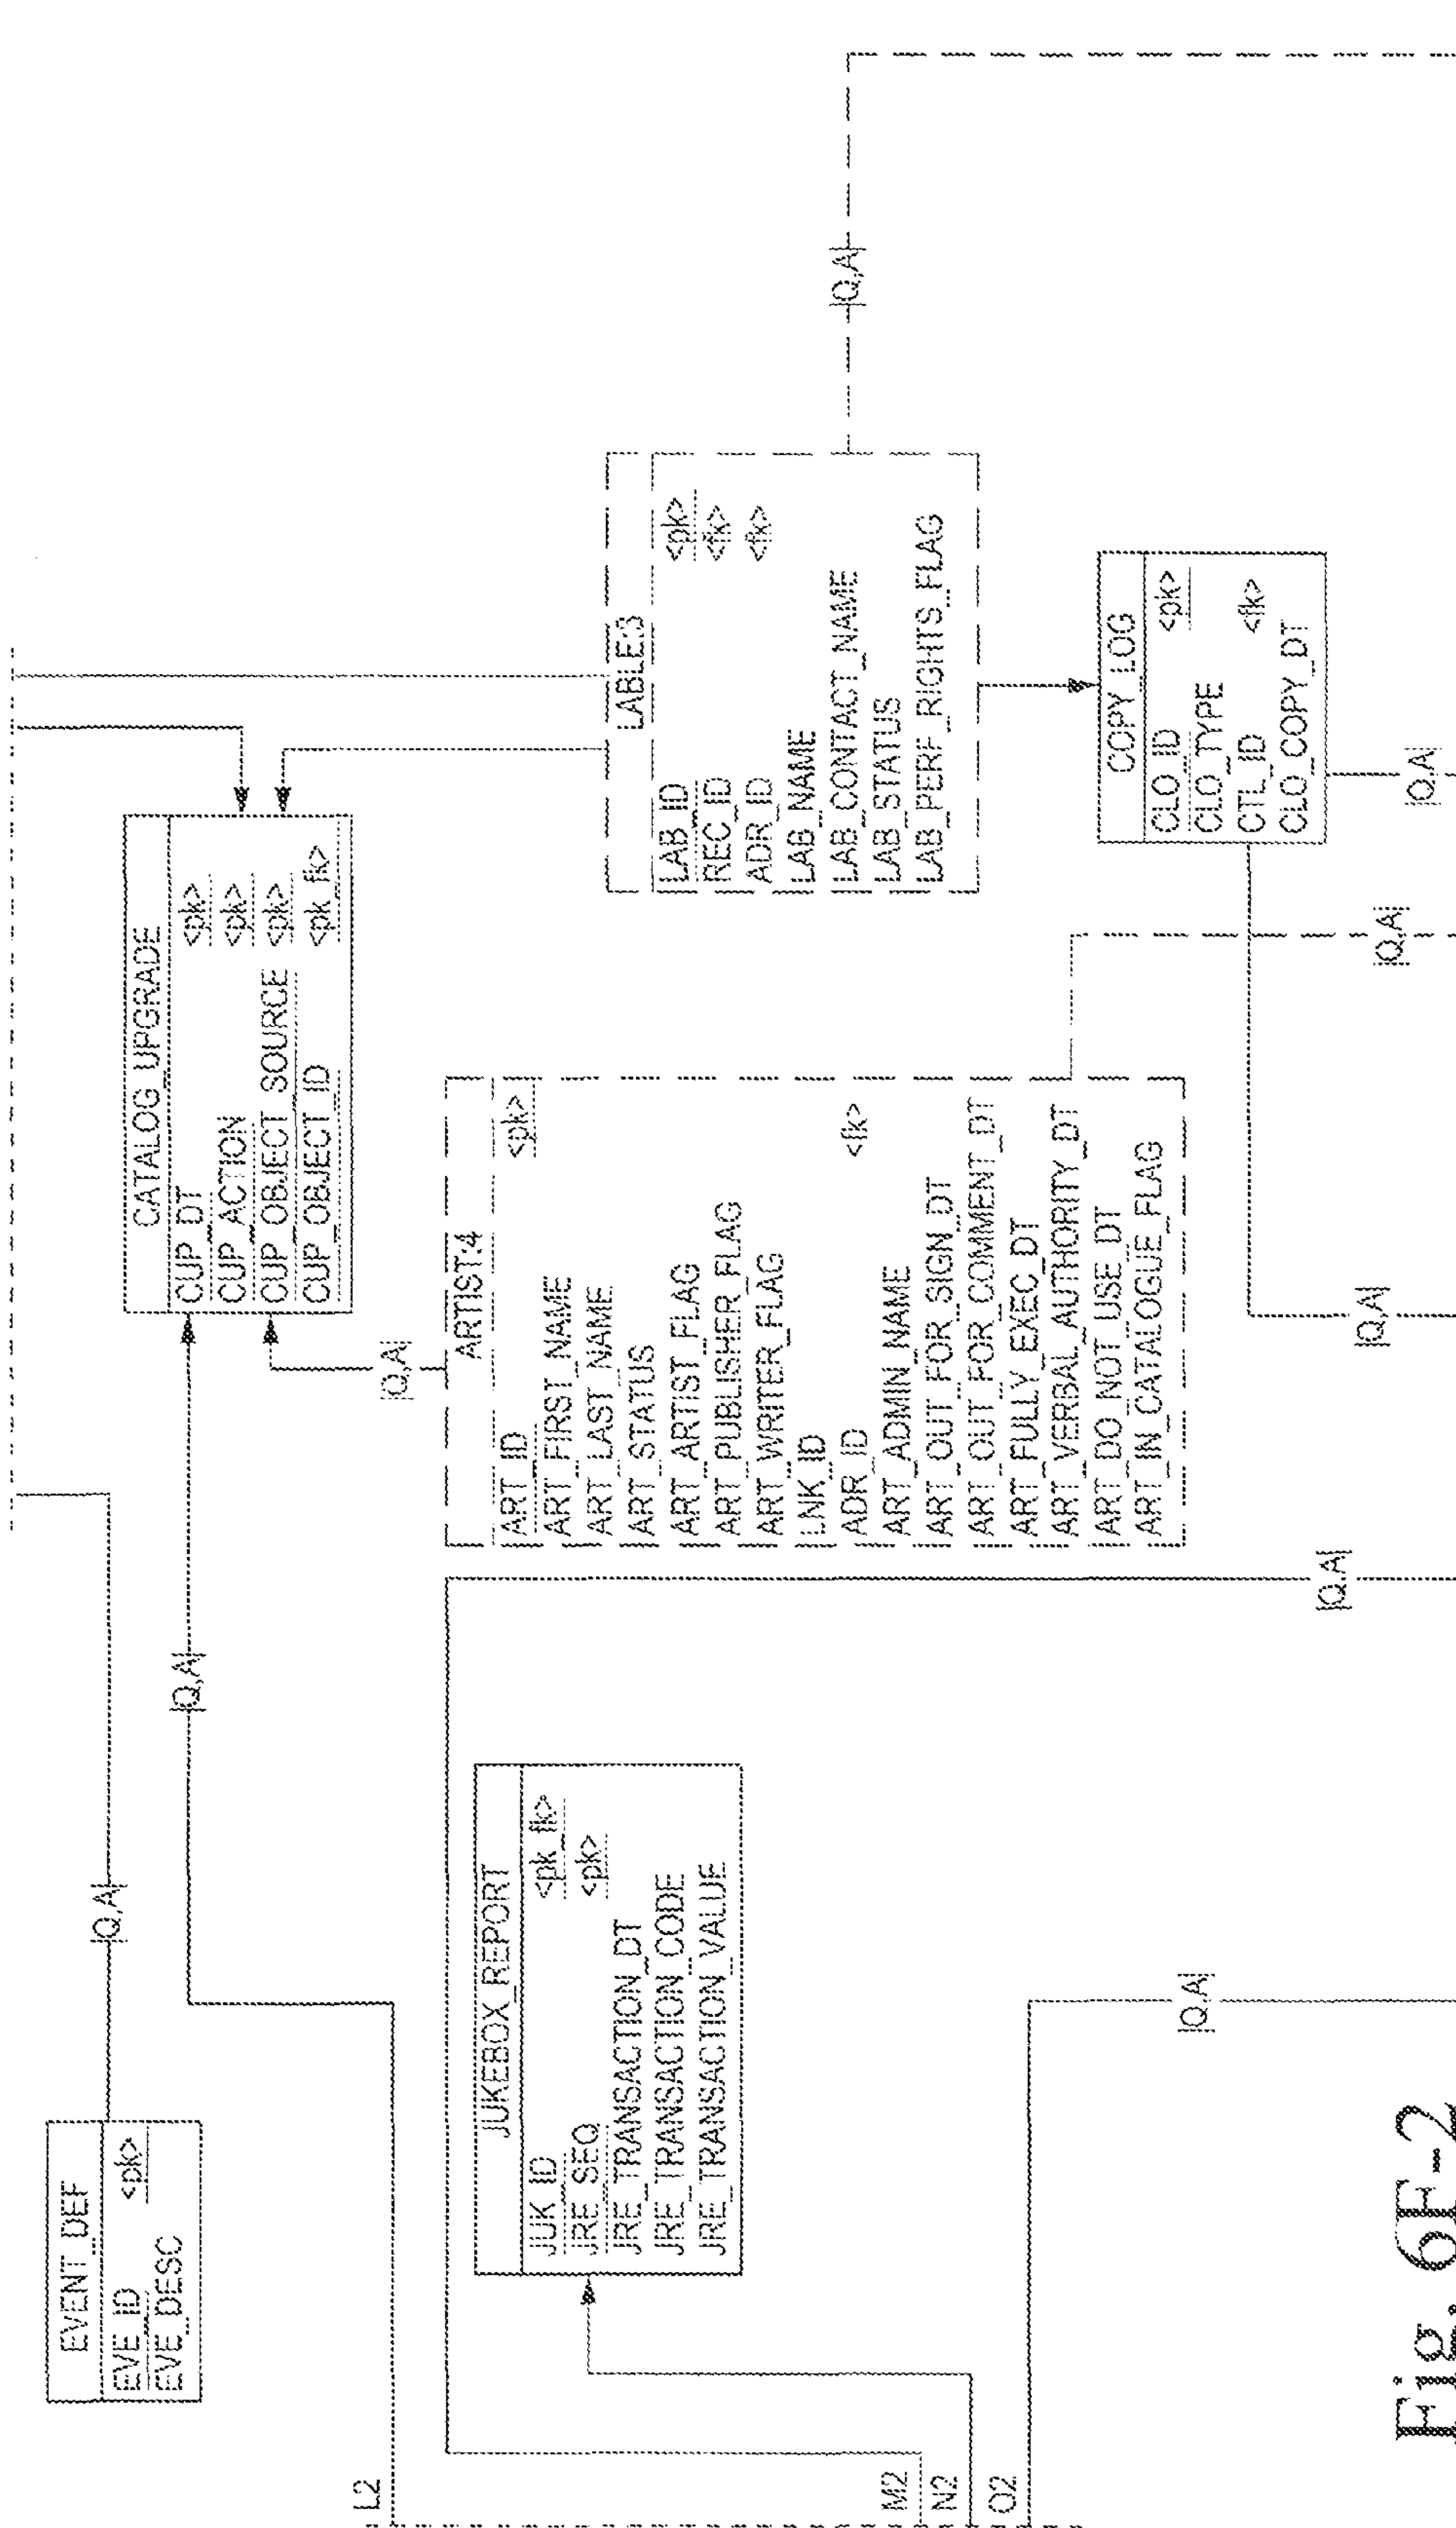 EVENT_DEF
EVE_ID <pk>
EVE_DESC
|Q,A|
CATALOG_UPGRADE
CUP_DT <pk>
CUP_ACTION <pk>
CUP_OBJECT_SOURCE <pk>
CUP_OBJECT_ID <pk_fk>
|Q,A|
L2
|Q,A|
JUKEBOX_REPORT
JUK_ID <pk_fk>
JRE_SEQ <pk>
JRE_TRANSACTION_DT
JRE_TRANSACTION_CODE
JRE_TRANSACTION_VALUE
ARTIST:4
ART_ID <pk>
ART_FIRST_NAME
ART_LAST_NAME
ART_STATUS
ART_ARTIST_FLAG
ART_PUBLISHER_FLAG
ART_WRITER_FLAG
LNK_ID
ADR_ID <fk>
ART_ADMIN_NAME
ART_OUT_FOR_SIGN_DT
ART_OUT_FOR_COMMENT_DT
ART_FULLY_EXEC_DT
ART_VERBAL_AUTHORITY_DT
ART_DO_NOT_USE_DT
ART_IN_CATALOGUE_FLAG
LABLE:3
LAB_ID <pk>
REC_ID <fk>
ADR_ID <fk>
LAB_NAME
LAB_CONTACT_NAME
LAB_STATUS
LAB_PERF_RIGHTS_FLAG
|Q,A|
M2
N2
O2
COPY_LOG
CLO_ID <pk>
CLO_TYPE
CTL_ID <fk>
CLO_COPY_DT
|Q,A|
|Q,A|
|Q,A|
|Q,A|
|Q,A|
Fig. 6F-2